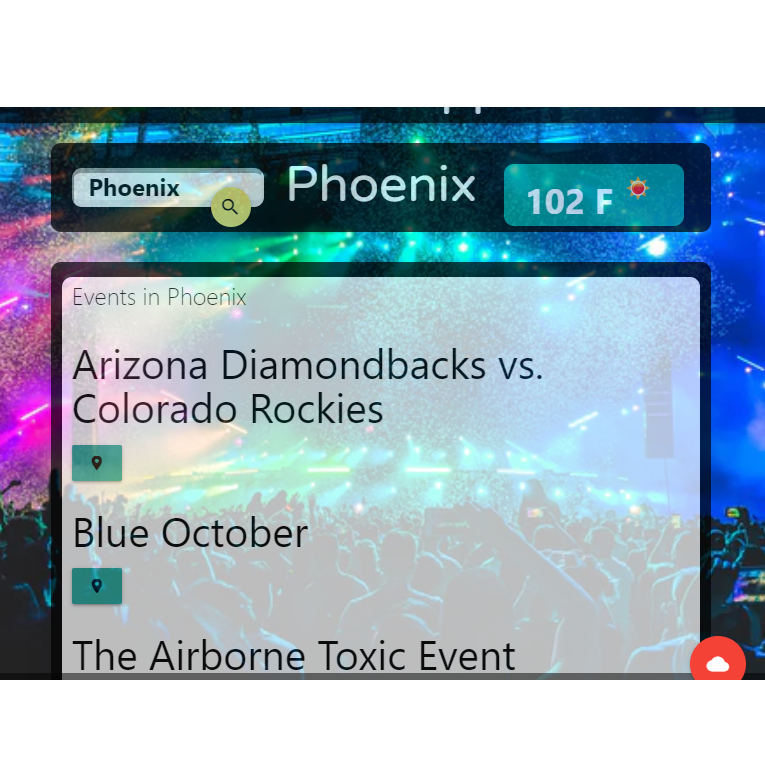 Phoenix
Phoenix
102 F
Events in Phoenix
Arizona Diamondbacks vs.
Colorado Rockies
Blue October
The Airborne Toxic Event